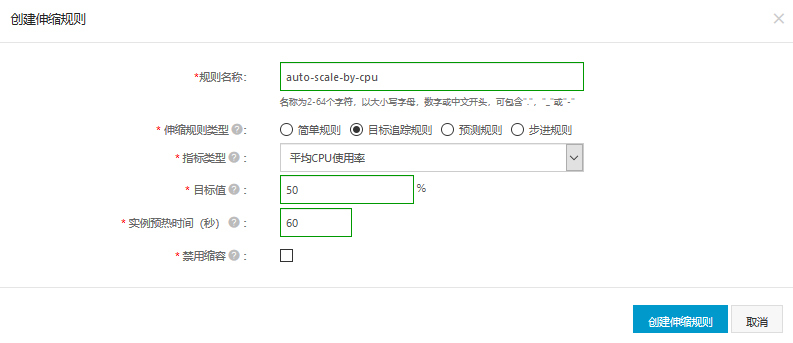 创建伸缩规则
*规则名称： auto-scale-by-cpu
名称为2-64个字符，以大小写字母，数字或中文开头，可包含“.”，“_”或“-”
* 伸缩规则类型 ?： 简单规则 目标追踪规则 预测规则 步进规则
* 指标类型 ?： 平均CPU使用率
* 目标值 ?： 50 %
* 实例预热时间（秒） ?： 60
* 禁用缩容 ?：
创建伸缩规则 取消